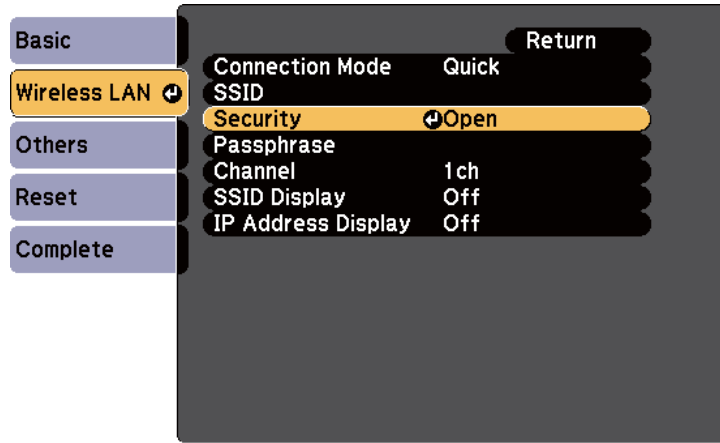 Basic
Wireless LAN
Others
Reset
Complete
Return
Connection Mode Quick
SSID
Security Open
Passphrase
Channel 1ch
SSID Display Off
IP Address Display Off